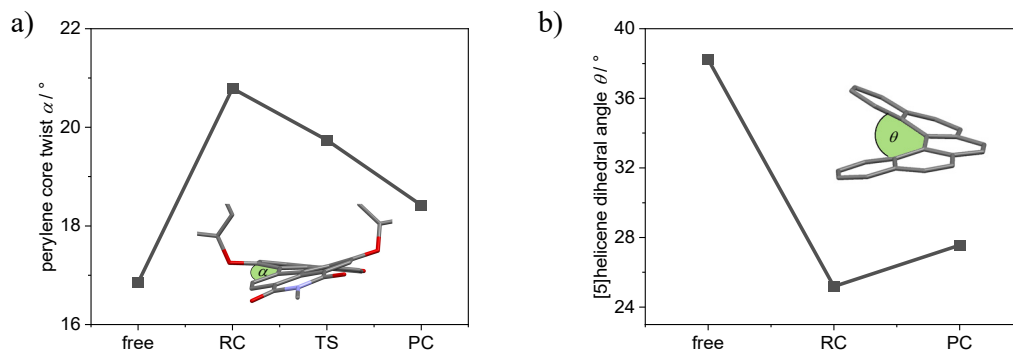 a)
perylene core twist α / °
22
20
18
16
α
free RC TS PC
b)
[5]helicene dihedral angle θ / °
40
36
32
28
24
θ
free RC PC